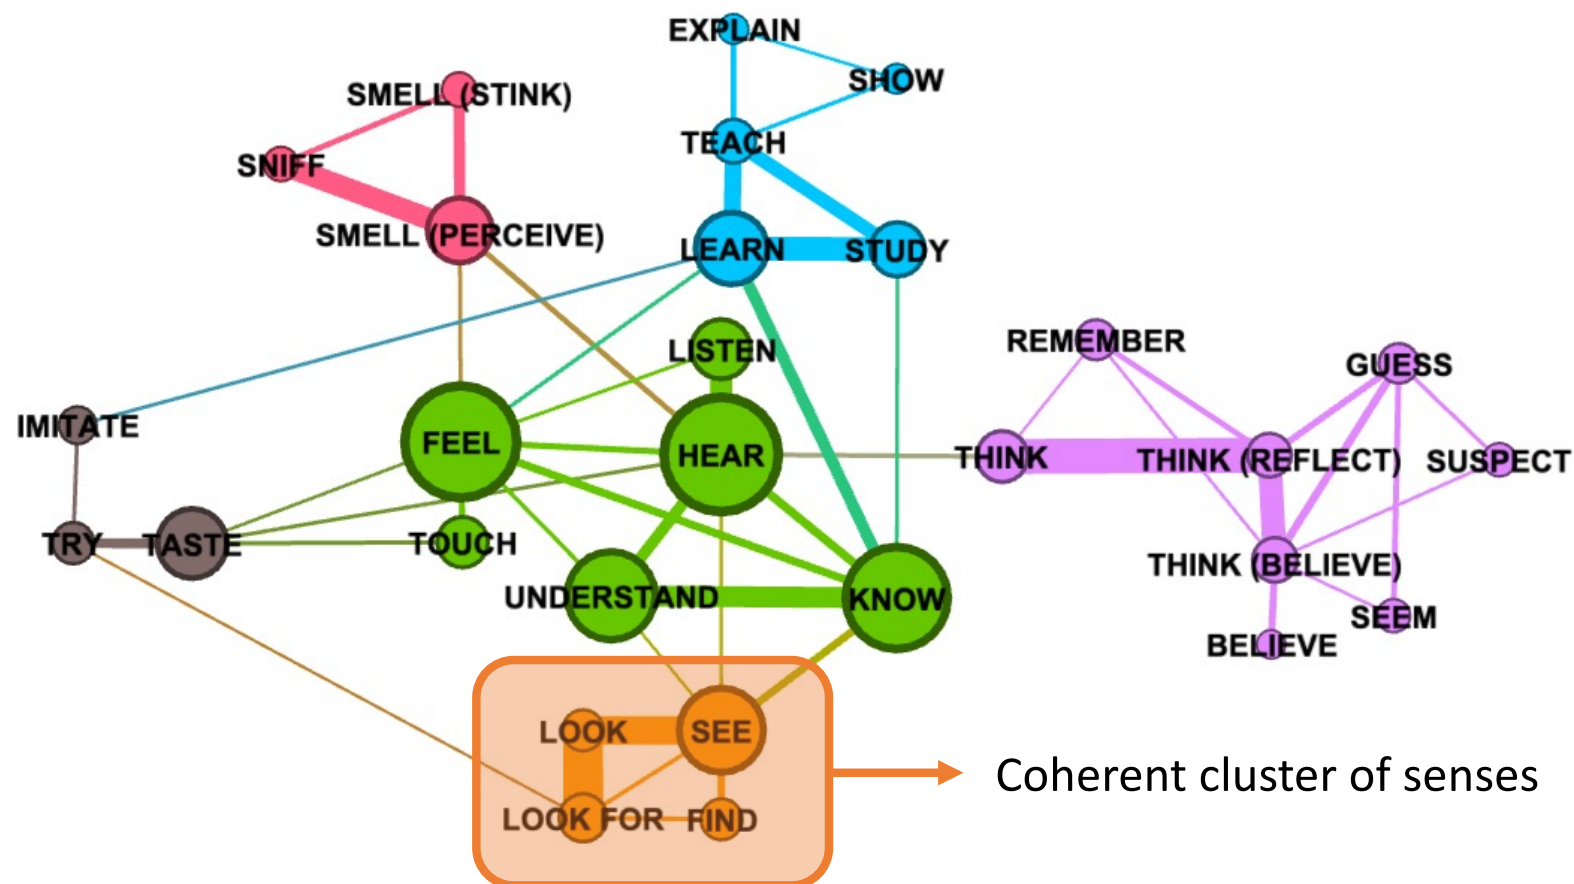 EXPLAIN
SHOW
SMELL (STINK)
TEACH
SNIFF
SMELL (PERCEIVE)
LEARN
STUDY
REMEMBER
LISTEN
GUESS
IMITATE
FEEL
HEAR
THINK
THINK (REFLECT)
SUSPECT
TRY
TASTE
TOUCH
THINK (BELIEVE)
UNDERSTAND
KNOW
SEEM
BELIEVE
LOOK
SEE
Coherent cluster of senses
LOOK FOR
FIND